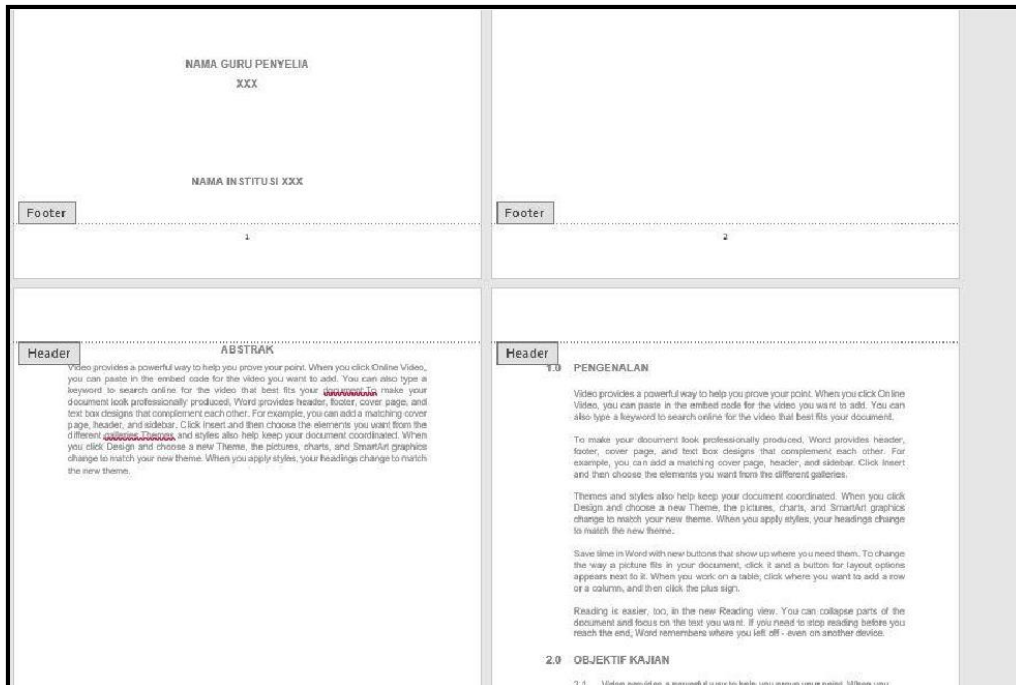 NAMA GURU PENYELIA
XXX
NAMA INSTITUSI XXX
Footer
1
Footer
2
Header
ABSTRAK
Video provides a powerful way to help you prove your point. When you click Online Video,
you can paste in the embed code for the video you want to add. You can also type a
keyword to search online for the video that best fits your document.To make your
document look professionally produced, Word provides header, footer, cover page, and
text box designs that complement each other. For example, you can add a matching cover
page, header, and sidebar. Click Insert and then choose the elements you want from the
different galleries.Themes and styles also help keep your document coordinated. When
you click Design and choose a new Theme, the pictures, charts, and SmartArt graphics
change to match your new theme. When you apply styles, your headings change to match
the new theme.
Header
1.0 PENGENALAN
Video provides a powerful way to help you prove your point. When you click Online
Video, you can paste in the embed code for the video you want to add. You can
also type a keyword to search online for the video that best fits your document.
To make your document look professionally produced, Word provides header,
footer, cover page, and text box designs that complement each other. For
example, you can add a matching cover page, header, and sidebar. Click Insert
and then choose the elements you want from the different galleries.
Themes and styles also help keep your document coordinated. When you click
Design and choose a new Theme, the pictures, charts, and SmartArt graphics
change to match your new theme. When you apply styles, your headings change
to match the new theme.
Save time in Word with new buttons that show up where you need them. To change
the way a picture fits in your document, click it and a button for layout options
appears next to it. When you work on a table, click where you want to add a row
or a column, and then click the plus sign.
Reading is easier, too, in the new Reading view. You can collapse parts of the
document and focus on the text you want. If you need to stop reading before you
reach the end, Word remembers where you left off - even on another device.
2.0 OBJEKTIF KAJIAN
2.1 Video provides a powerful way to help you prove your point. When you